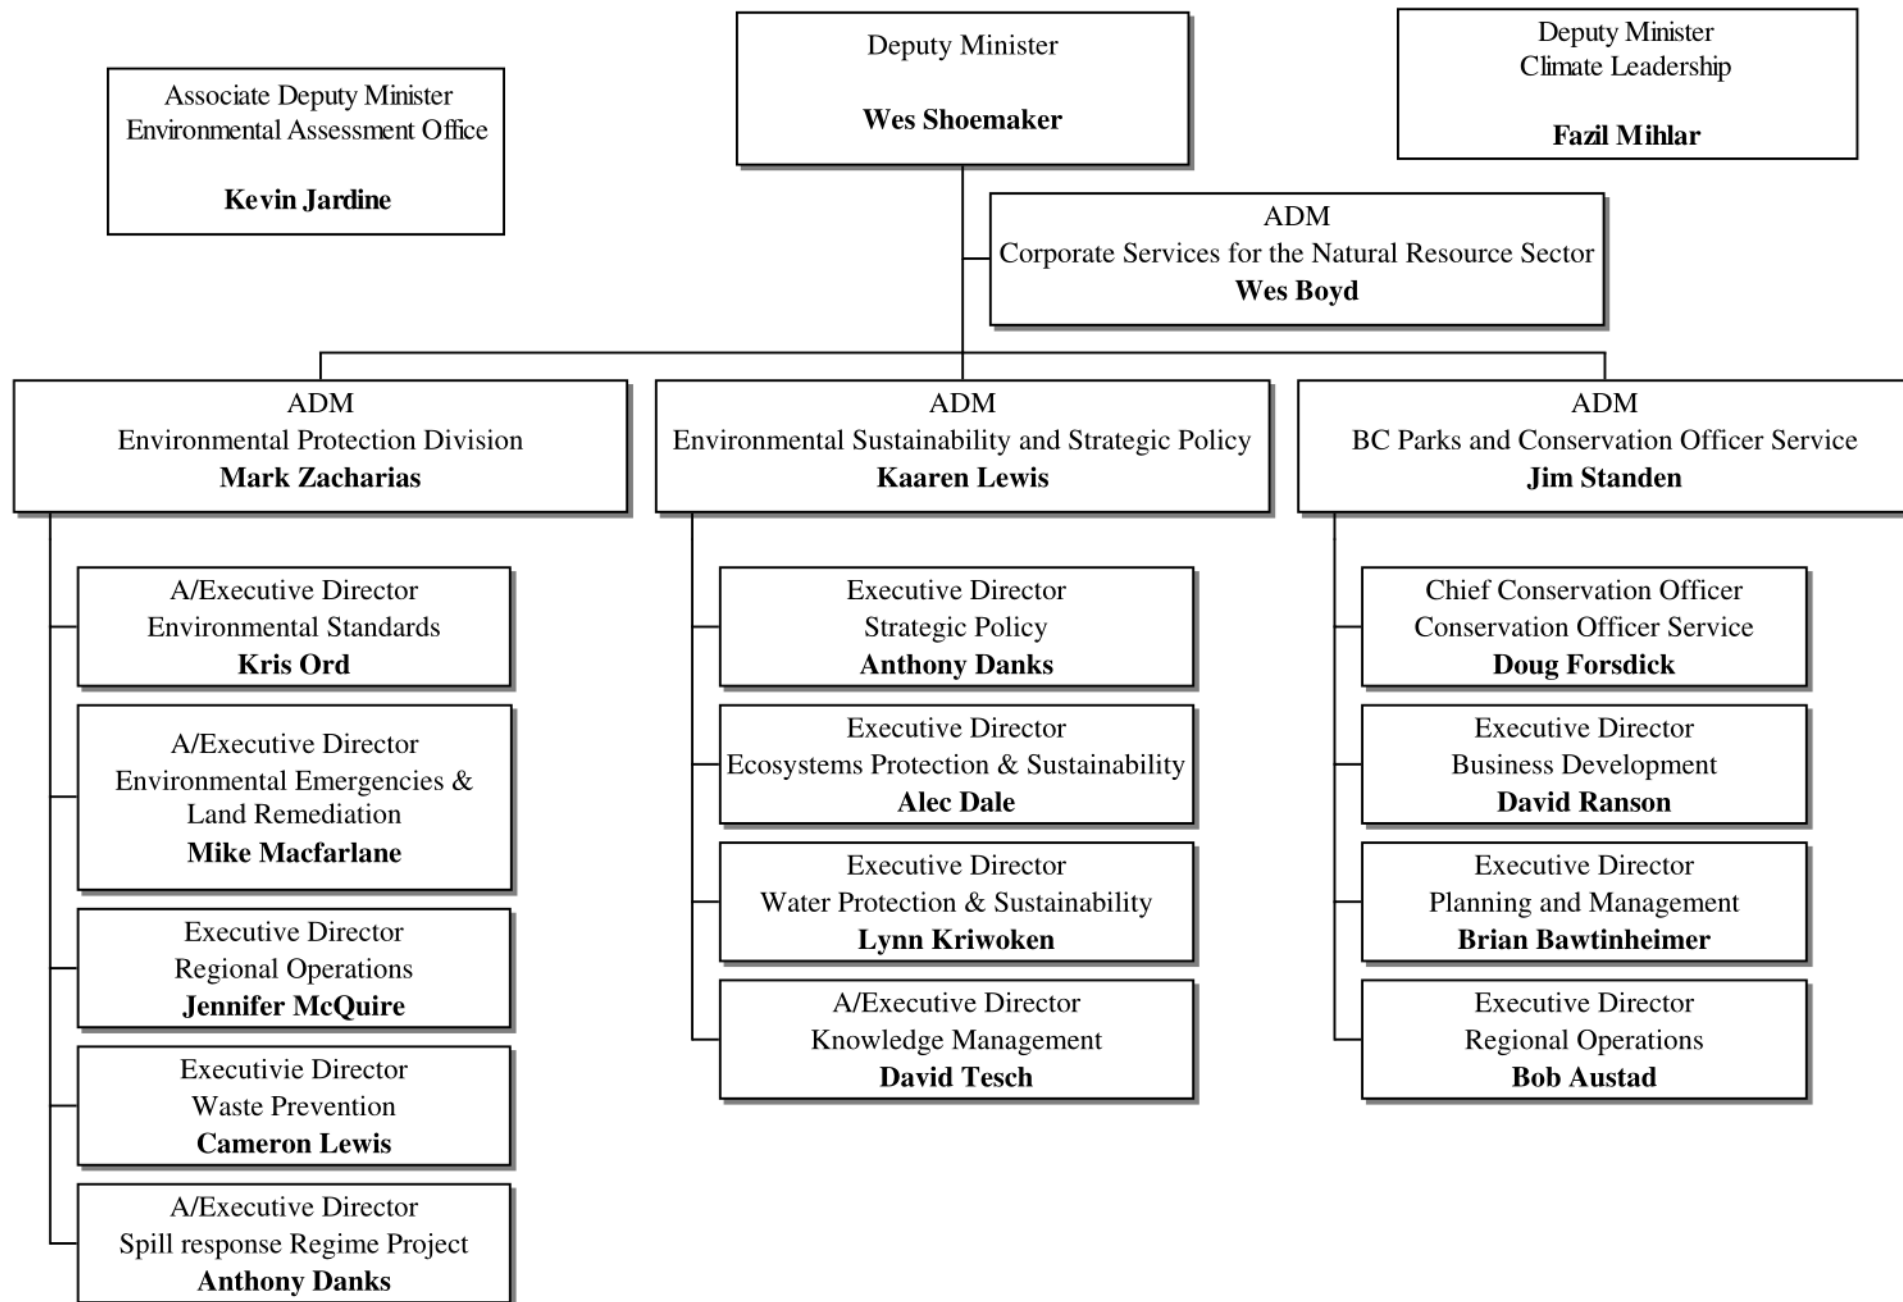 Deputy Minister
Wes Shoemaker
Deputy Minister
Climate Leadership
Fazil Mihlar
Associate Deputy Minister
Environmental Assessment Office
Kevin Jardine
ADM
Corporate Services for the Natural Resource Sector
Wes Boyd
ADM
Environmental Protection Division
Mark Zacharias
A/Executive Director
Environmental Standards
Kris Ord
A/Executive Director
Environmental Emergencies &
Land Remediation
Mike Macfarlane
Executive Director
Regional Operations
Jennifer McQuire
Executivie Director
Waste Prevention
Cameron Lewis
A/Executive Director
Spill response Regime Project
Anthony Danks
ADM
Environmental Sustainability and Strategic Policy
Kaaren Lewis
Executive Director
Strategic Policy
Anthony Danks
Executive Director
Ecosystems Protection & Sustainability
Alec Dale
Executive Director
Water Protection & Sustainability
Lynn Kriwoken
A/Executive Director
Knowledge Management
David Tesch
ADM
BC Parks and Conservation Officer Service
Jim Standen
Chief Conservation Officer
Conservation Officer Service
Doug Forsdick
Executive Director
Business Development
David Ranson
Executive Director
Planning and Management
Brian Bawtinheimer
Executive Director
Regional Operations
Bob Austad